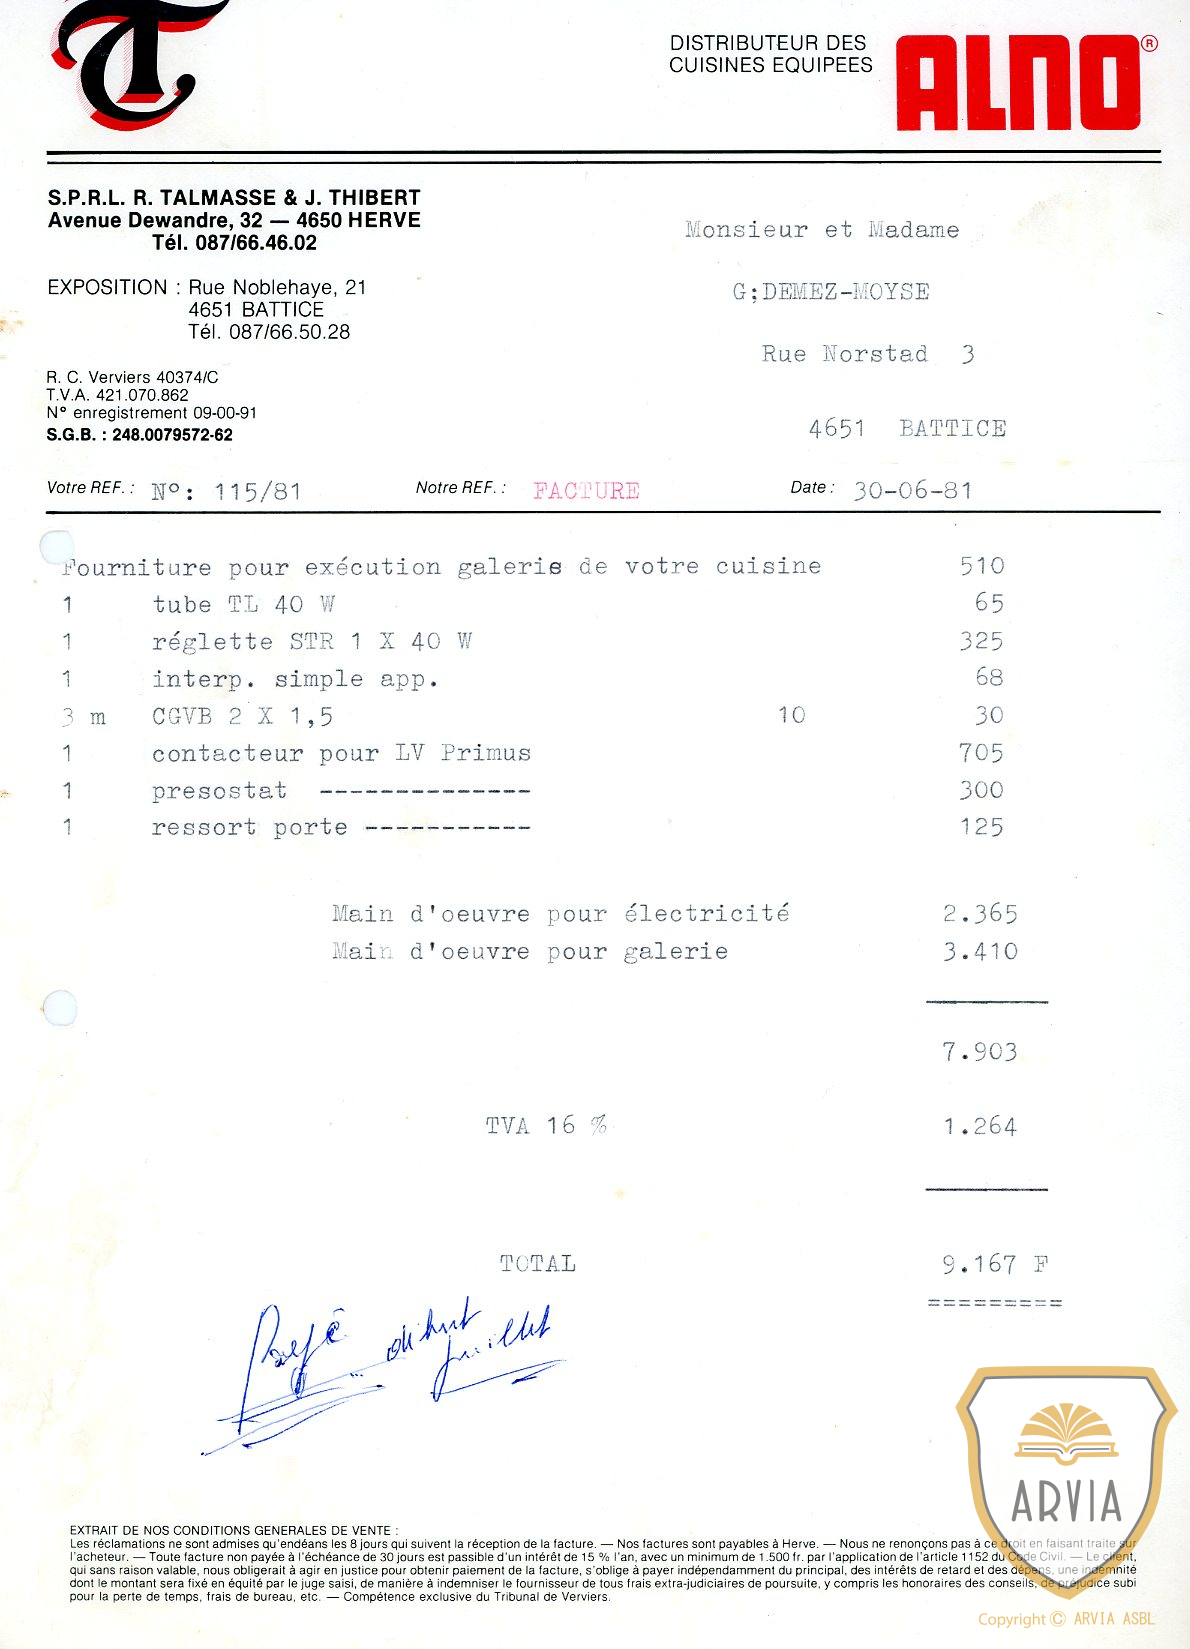 T
DISTRIBUTEUR DES
CUISINES EQUIPEES
ALNO®
S.P.R.L. R. TALMASSE & J. THIBERT
Avenue Dewandre, 32 — 4650 HERVE
Tél. 087/66.46.02
EXPOSITION : Rue Noblehaye, 21
4651 BATTICE
Tél. 087/66.50.28
R. C. Verviers 40374/C
T.V.A. 421.070.862
N° enregistrement 09-00-91
S.G.B. : 248.0079572-62
Monsieur et Madame
G;DEMEZ-MOYSE
Rue Norstad 3
4651 BATTICE
Votre REF. : N°: 115/81 Notre REF. : FACTURE Date : 30-06-81
Fourniture pour exécution galerie de votre cuisine 510
1 tube TL 40 W 65
1 réglette STR 1 X 40 W 325
1 interp. simple app. 68
3 m CGVB 2 X 1,5 10 30
1 contacteur pour LV Primus 705
1 presostat -------------- 300
1 ressort porte ----------- 125
Main d'oeuvre pour électricité 2.365
Main d'oeuvre pour galerie 3.410
7.903
TVA 16 % 1.264
TOTAL 9.167 F
=========
Payé début
juillet
EXTRAIT DE NOS CONDITIONS GENERALES DE VENTE :
Les réclamations ne sont admises qu'endéans les 8 jours qui suivent la réception de la facture. — Nos factures sont payables à Herve. — Nous ne renonçons pas à ce droit en faisant traite sur
l'acheteur. — Toute facture non payée à l'échéance de 30 jours est passible d'un intérêt de 15 % l'an, avec un minimum de 1.500 fr. par l'application de l'article 1152 du Code Civil. — Le client,
qui sans raison valable, nous obligerait à agir en justice pour obtenir paiement de la facture, s'oblige à payer indépendamment du principal, des intérêts de retard et des dépens, une indemnité
dont le montant sera fixé en équité par le juge saisi, de manière à indemniser le fournisseur de tous frais extra-judiciaires de poursuite, y compris les honoraires des conseils, de préjudice subi
pour la perte de temps, frais de bureau, etc. — Compétence exclusive du Tribunal de Verviers.
ARVIA
Copyright © ARVIA ASBL